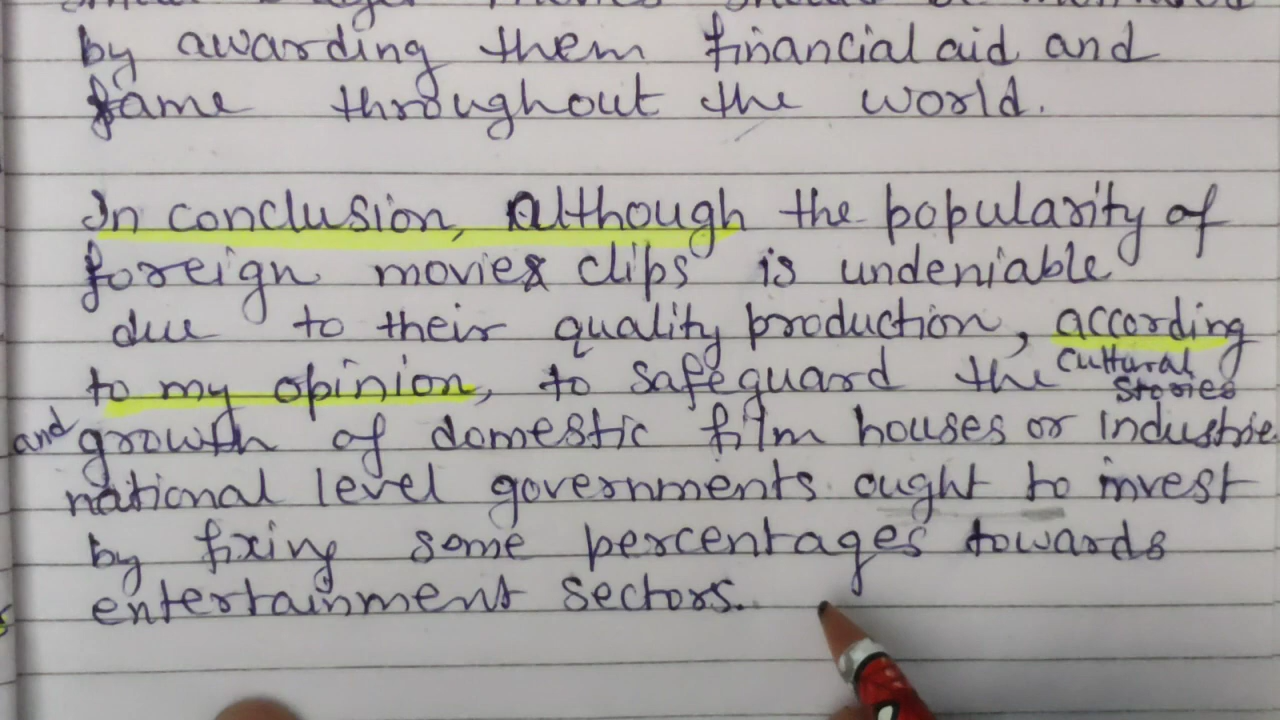 by awarding them financial aid and
fame throughout the world.
In conclusion, although the popularity of
foreign movie clips is undeniable
due to their quality production, according
to my opinion, to safeguard the cultural stories
and growth of domestic film houses or industrie
national level governments ought to invest
by fixing some percentages towards
entertainment sectors.